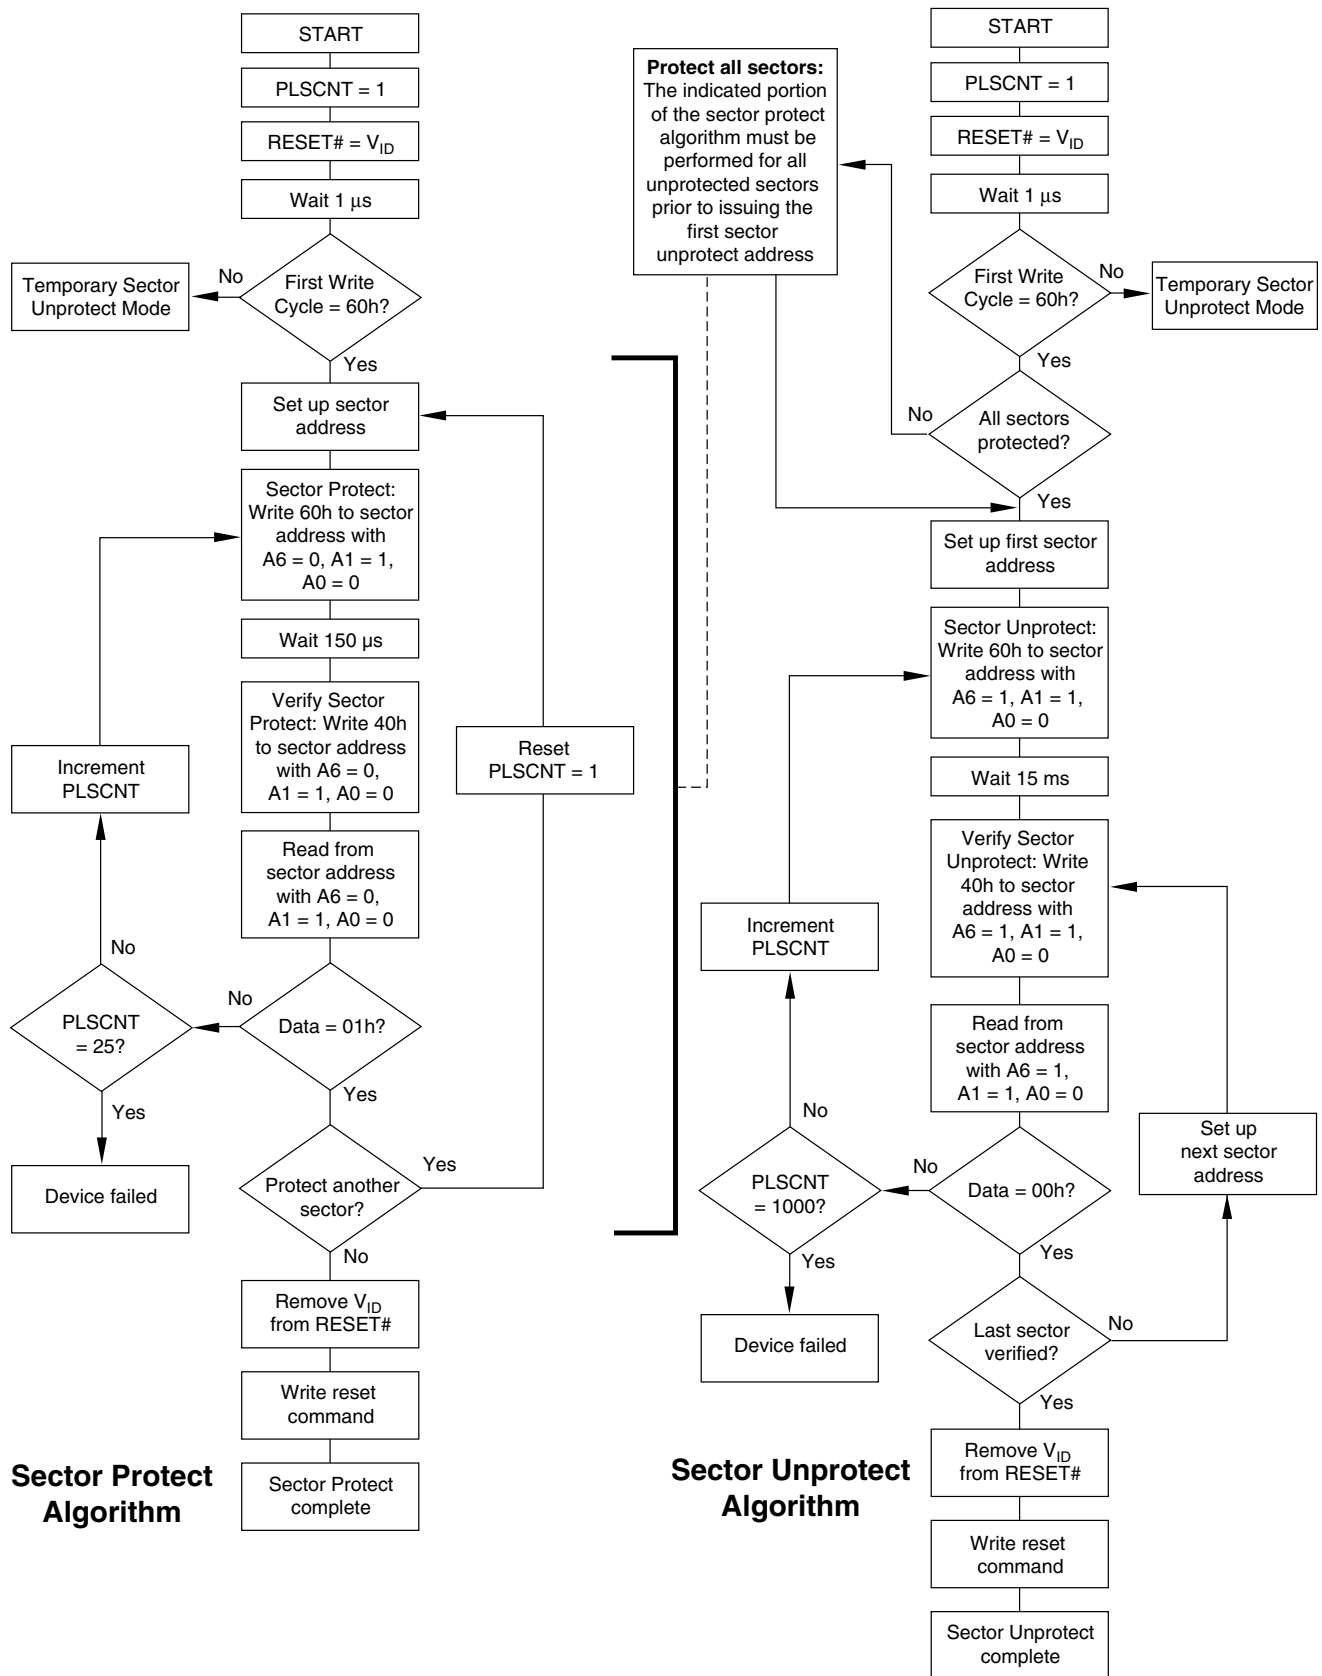 START
PLSCNT = 1
RESET# = VID
Wait 1 μs
First Write
Cycle = 60h?
No
Temporary Sector
Unprotect Mode
Yes
Set up sector
address
Sector Protect:
Write 60h to sector
address with
A6 = 0, A1 = 1,
A0 = 0
Wait 150 µs
Verify Sector
Protect: Write 40h
to sector address
with A6 = 0,
A1 = 1, A0 = 0
Increment
PLSCNT
Reset
PLSCNT = 1
Read from
sector address
with A6 = 0,
A1 = 1, A0 = 0
No
No
PLSCNT
= 25?
Data = 01h?
Yes
Yes
Device failed
Protect another
sector?
Yes
No
Remove VID
from RESET#
Write reset
command
Sector Protect
complete
Sector Protect
Algorithm
Protect all sectors:
The indicated portion
of the sector protect
algorithm must be
performed for all
unprotected sectors
prior to issuing the
first sector
unprotect address
START
PLSCNT = 1
RESET# = VID
Wait 1 μs
First Write
Cycle = 60h?
No
Temporary Sector
Unprotect Mode
Yes
No
All sectors
protected?
Yes
Set up first sector
address
Sector Unprotect:
Write 60h to sector
address with
A6 = 1, A1 = 1,
A0 = 0
Wait 15 ms
Verify Sector
Unprotect: Write
40h to sector
address with
A6 = 1, A1 = 1,
A0 = 0
Increment
PLSCNT
Read from
sector address
with A6 = 1,
A1 = 1, A0 = 0
No
No
PLSCNT
= 1000?
Data = 00h?
Set up
next sector
address
Yes
Yes
Device failed
Last sector
verified?
No
Yes
Remove VID
from RESET#
Write reset
command
Sector Unprotect
complete
Sector Unprotect
Algorithm